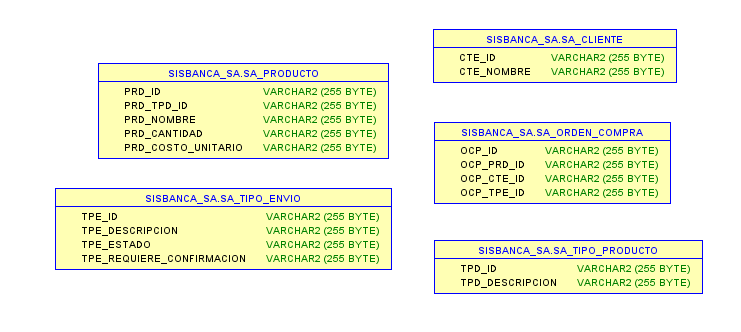 SISBANCA_SA.SA_CLIENTE
CTE_ID VARCHAR2 (255 BYTE)
CTE_NOMBRE VARCHAR2 (255 BYTE)
SISBANCA_SA.SA_PRODUCTO
PRD_ID VARCHAR2 (255 BYTE)
PRD_TPD_ID VARCHAR2 (255 BYTE)
PRD_NOMBRE VARCHAR2 (255 BYTE)
PRD_CANTIDAD VARCHAR2 (255 BYTE)
PRD_COSTO_UNITARIO VARCHAR2 (255 BYTE)
SISBANCA_SA.SA_ORDEN_COMPRA
OCP_ID VARCHAR2 (255 BYTE)
OCP_PRD_ID VARCHAR2 (255 BYTE)
OCP_CTE_ID VARCHAR2 (255 BYTE)
OCP_TPE_ID VARCHAR2 (255 BYTE)
SISBANCA_SA.SA_TIPO_ENVIO
TPE_ID VARCHAR2 (255 BYTE)
TPE_DESCRIPCION VARCHAR2 (255 BYTE)
TPE_ESTADO VARCHAR2 (255 BYTE)
TPE_REQUIERE_CONFIRMACION VARCHAR2 (255 BYTE)
SISBANCA_SA.SA_TIPO_PRODUCTO
TPD_ID VARCHAR2 (255 BYTE)
TPD_DESCRIPCION VARCHAR2 (255 BYTE)